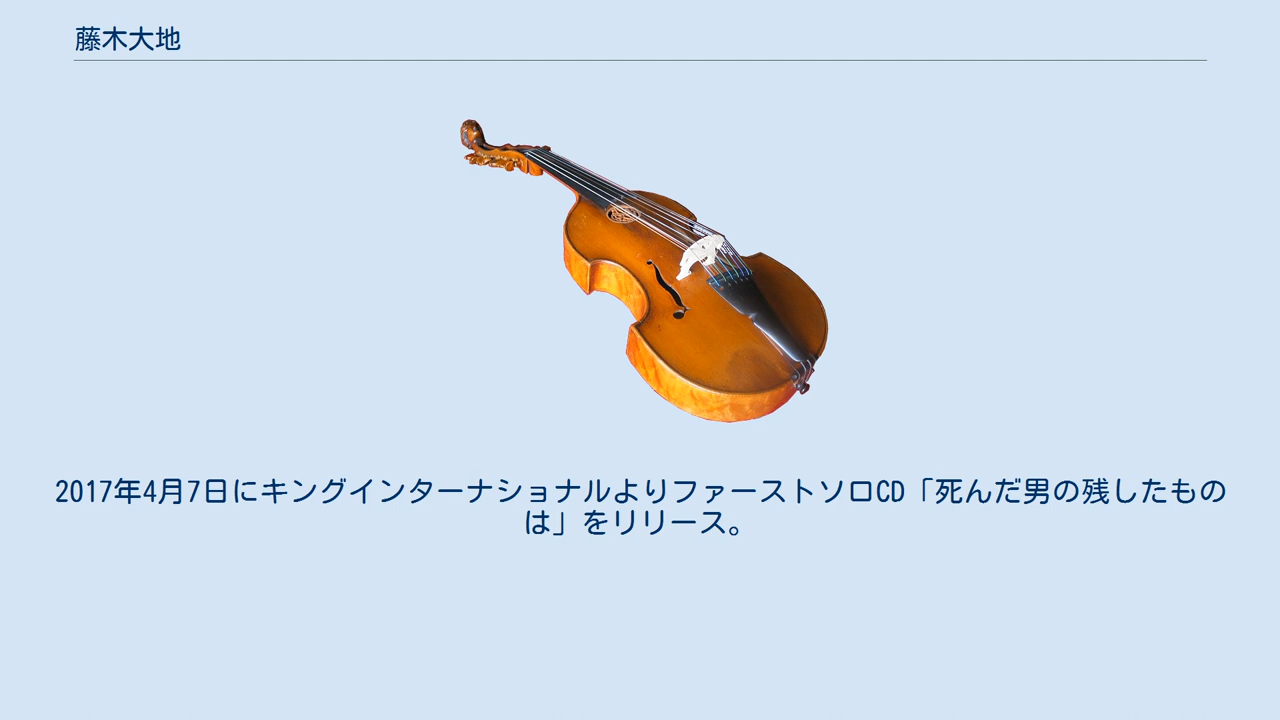 藤木大地
2017年4月7日にキングインターナショナルよりファーストソロCD「死んだ男の残したもの
は」をリリース。